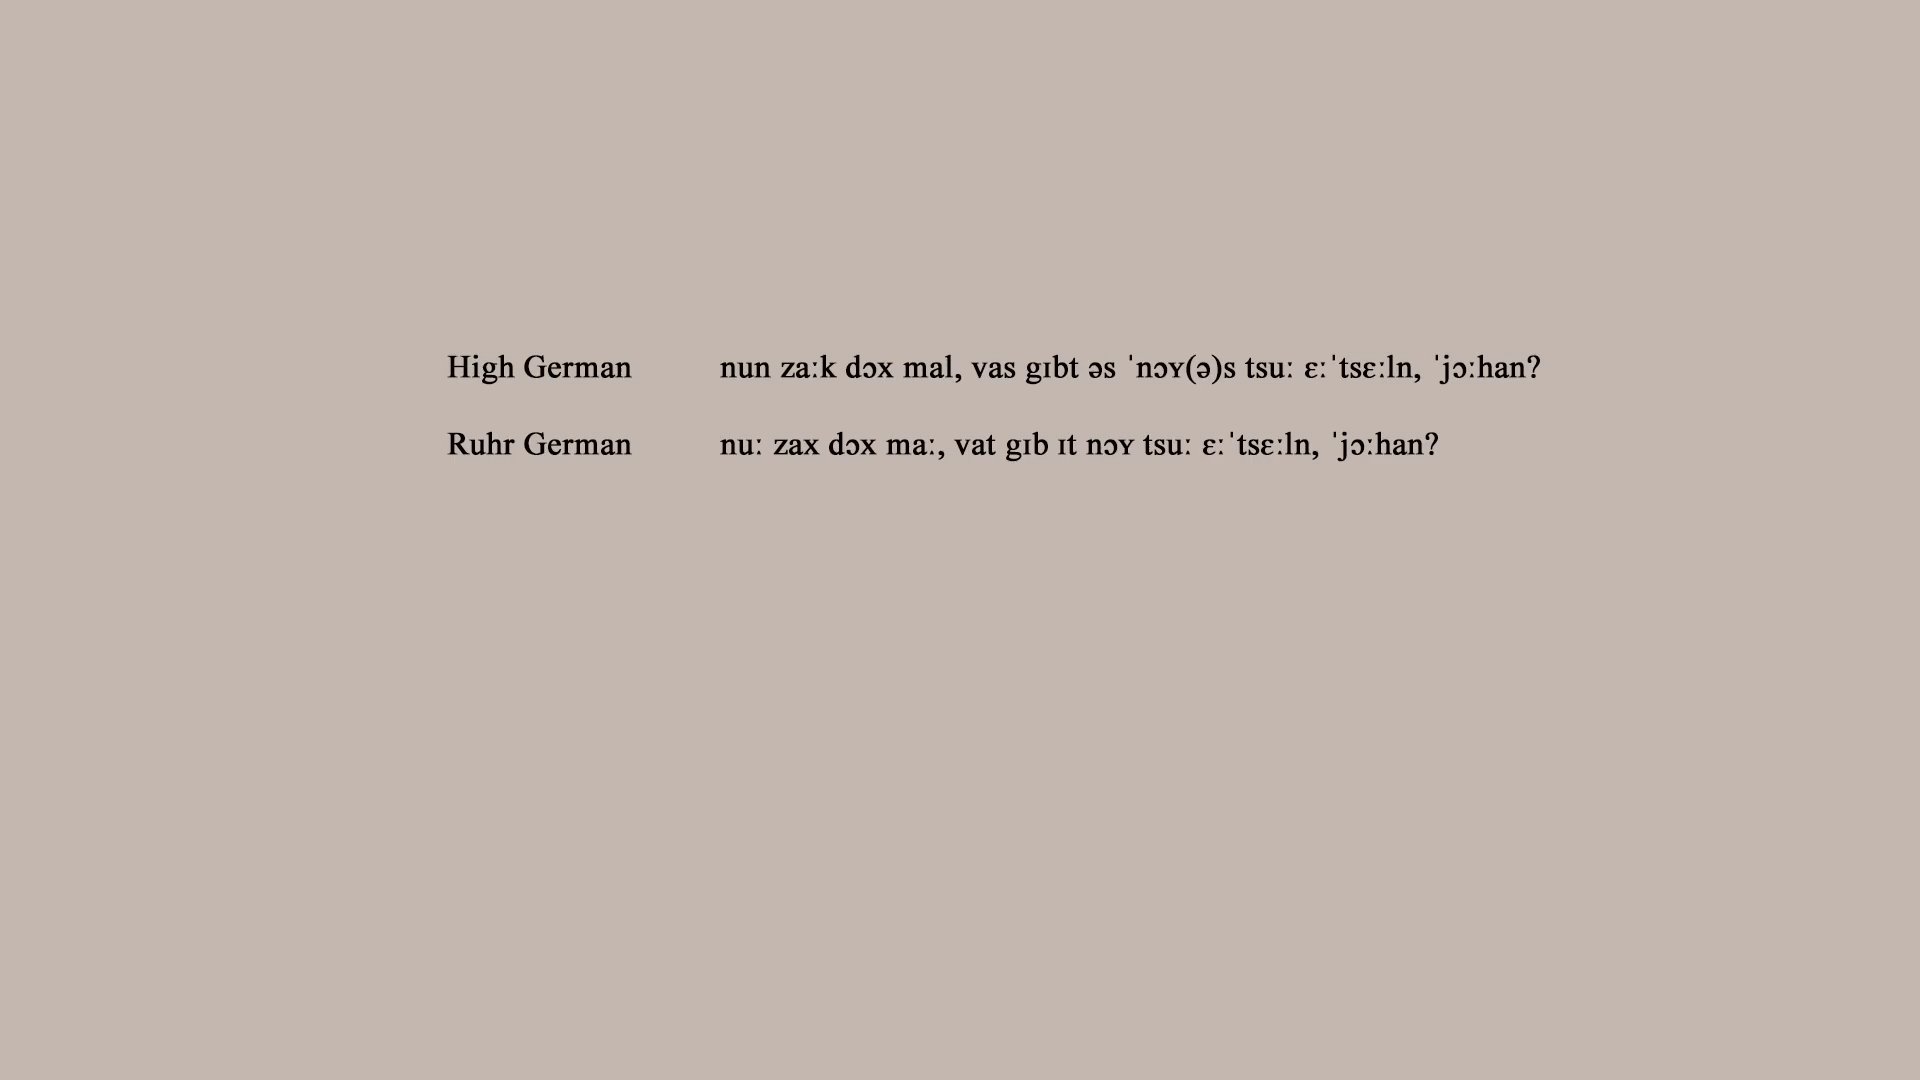 High German nun zaːk dɔx mal, vas gɪbt əs ˈnɔʏ(ə)s tsuː ɛːˈtsɛːln, ˈjɔːhan?
Ruhr German nuː zax dɔx maː, vat gɪb ɪt nɔʏ tsuː ɛːˈtsɛːln, ˈjɔːhan?